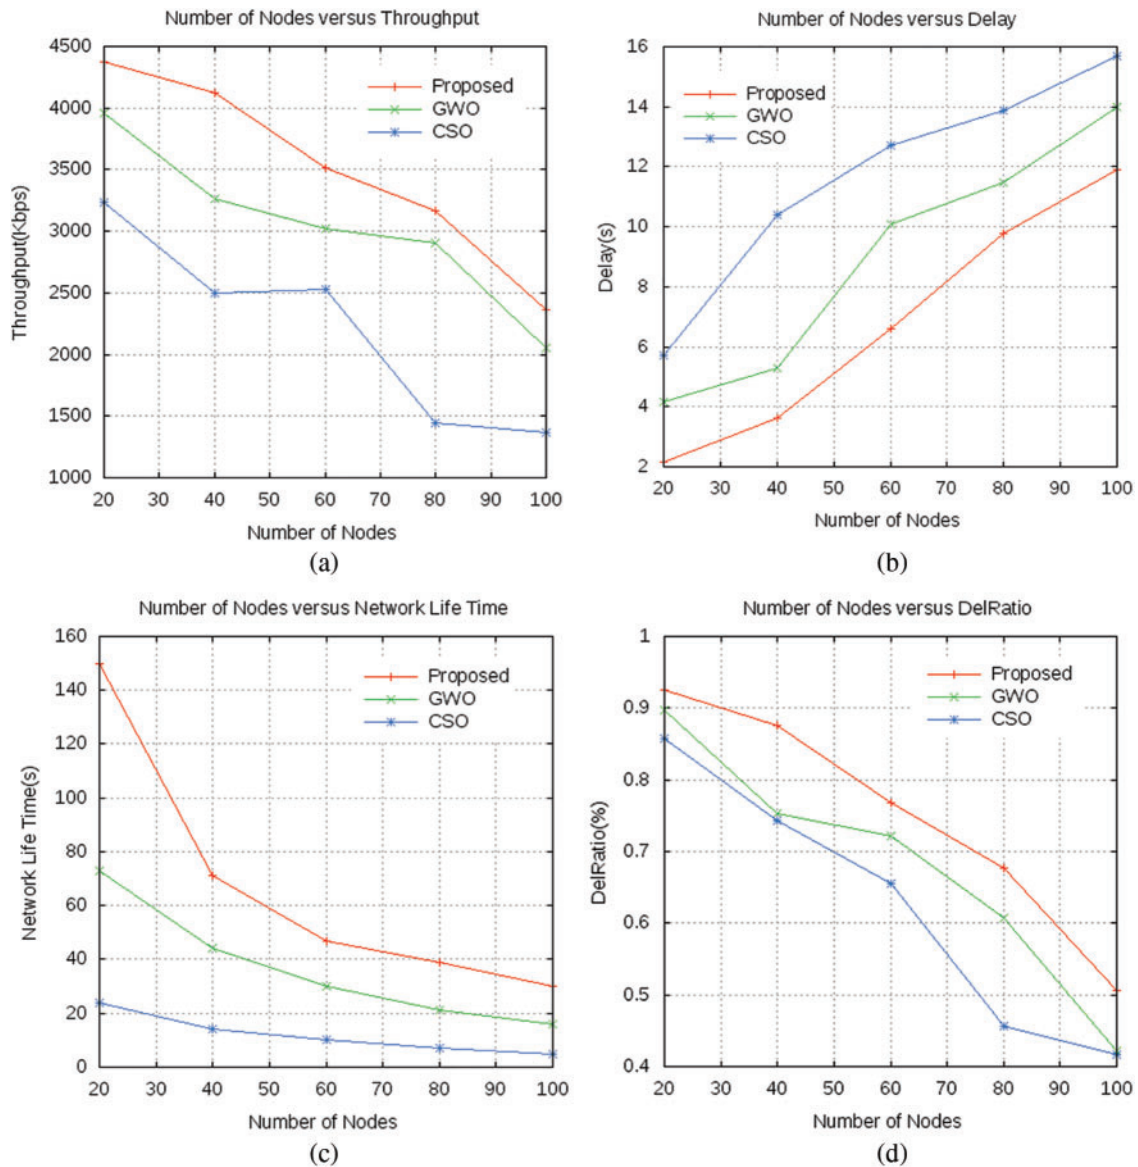 Number of Nodes versus Throughput
4500
4000
3500
3000
2500
2000
1500
1000
Throughput(Kbps)
Proposed
GWO
CSO
20 30 40 50 60 70 80 90 100
Number of Nodes
(a)
Number of Nodes versus Delay
16
14
12
10
8
6
4
2
Delay(s)
Proposed
GWO
CSO
20 30 40 50 60 70 80 90 100
Number of Nodes
(b)
Number of Nodes versus Network Life Time
160
140
120
100
80
60
40
20
0
Network Life Time(s)
Proposed
GWO
CSO
20 30 40 50 60 70 80 90 100
Number of Nodes
(c)
Number of Nodes versus DelRatio
1
0.9
0.8
0.7
0.6
0.5
0.4
DelRatio(%)
Proposed
GWO
CSO
20 30 40 50 60 70 80 90 100
Number of Nodes
(d)